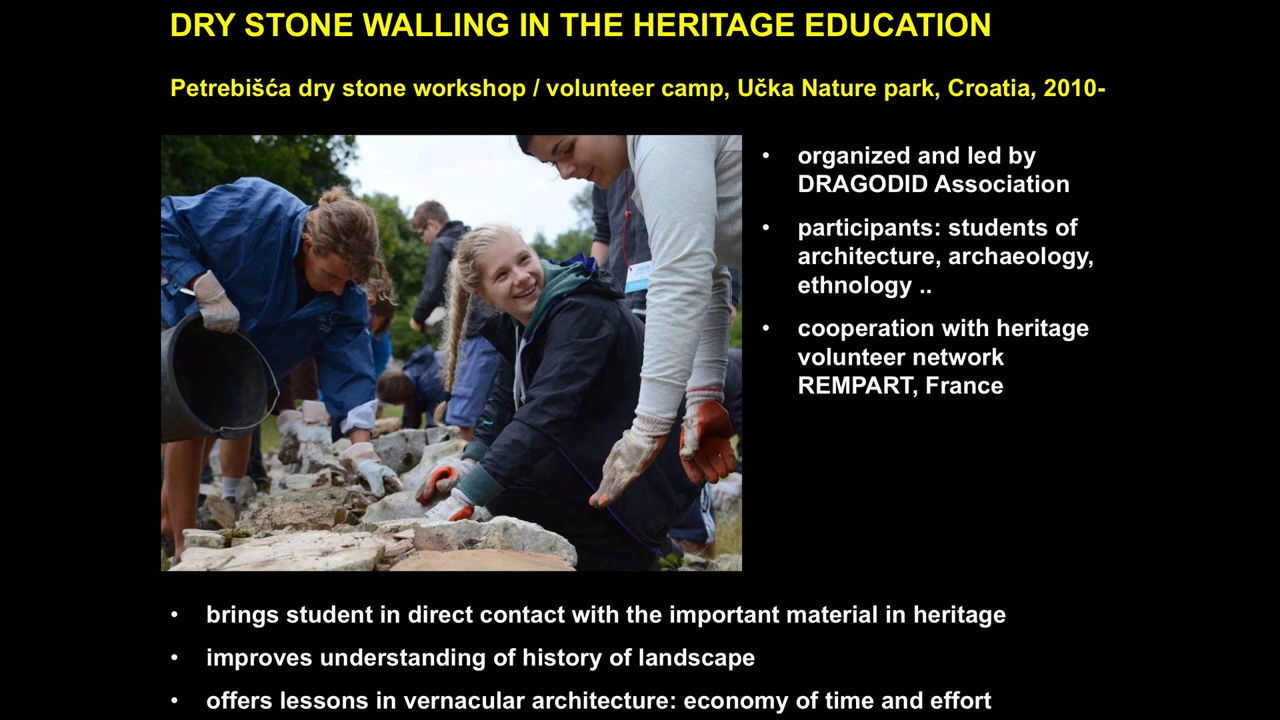 DRY STONE WALLING IN THE HERITAGE EDUCATION
Petrebišća dry stone workshop / volunteer camp, Učka Nature park, Croatia, 2010-
• organized and led by
DRAGODID Association
• participants: students of
architecture, archaeology,
ethnology ..
• cooperation with heritage
volunteer network
REMPART, France
• brings student in direct contact with the important material in heritage
• improves understanding of history of landscape
• offers lessons in vernacular architecture: economy of time and effort